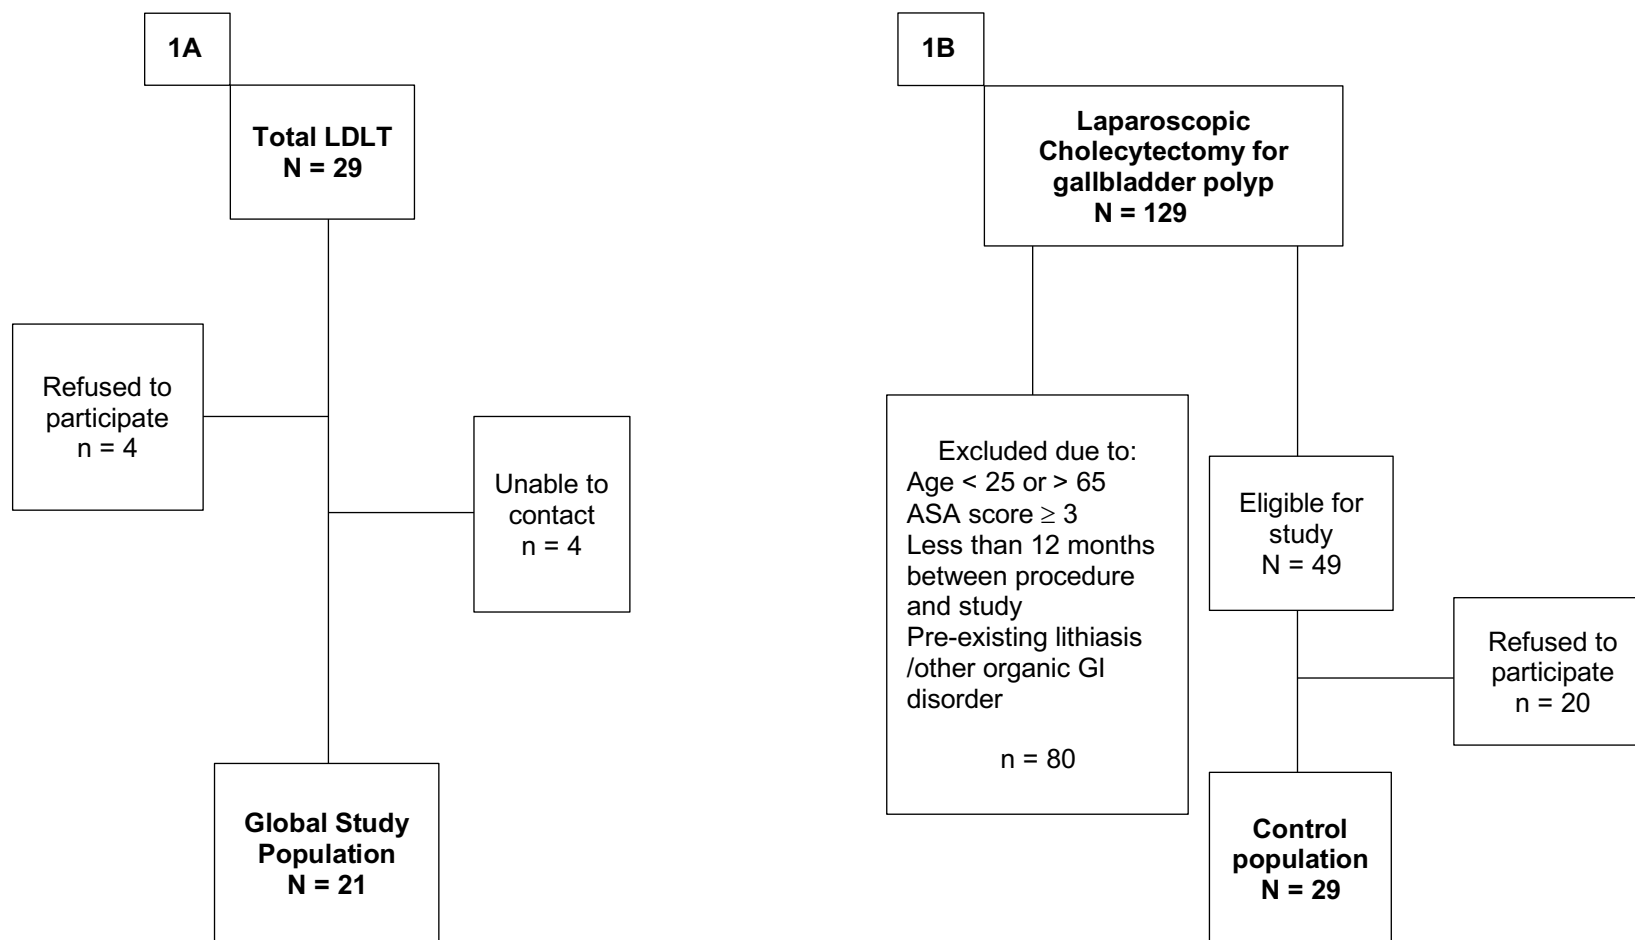 1A
Total LDLT
N = 29
Refused to
participate
n = 4
Unable to
contact
n = 4
Global Study
Population
N = 21
1B
Laparoscopic
Cholecytectomy for
gallbladder polyp
N = 129
Excluded due to:
Age < 25 or > 65
ASA score ≥ 3
Less than 12 months
between procedure
and study
Pre-existing lithiasis
/other organic GI
disorder
n = 80
Eligible for
study
N = 49
Refused to
participate
n = 20
Control
population
N = 29